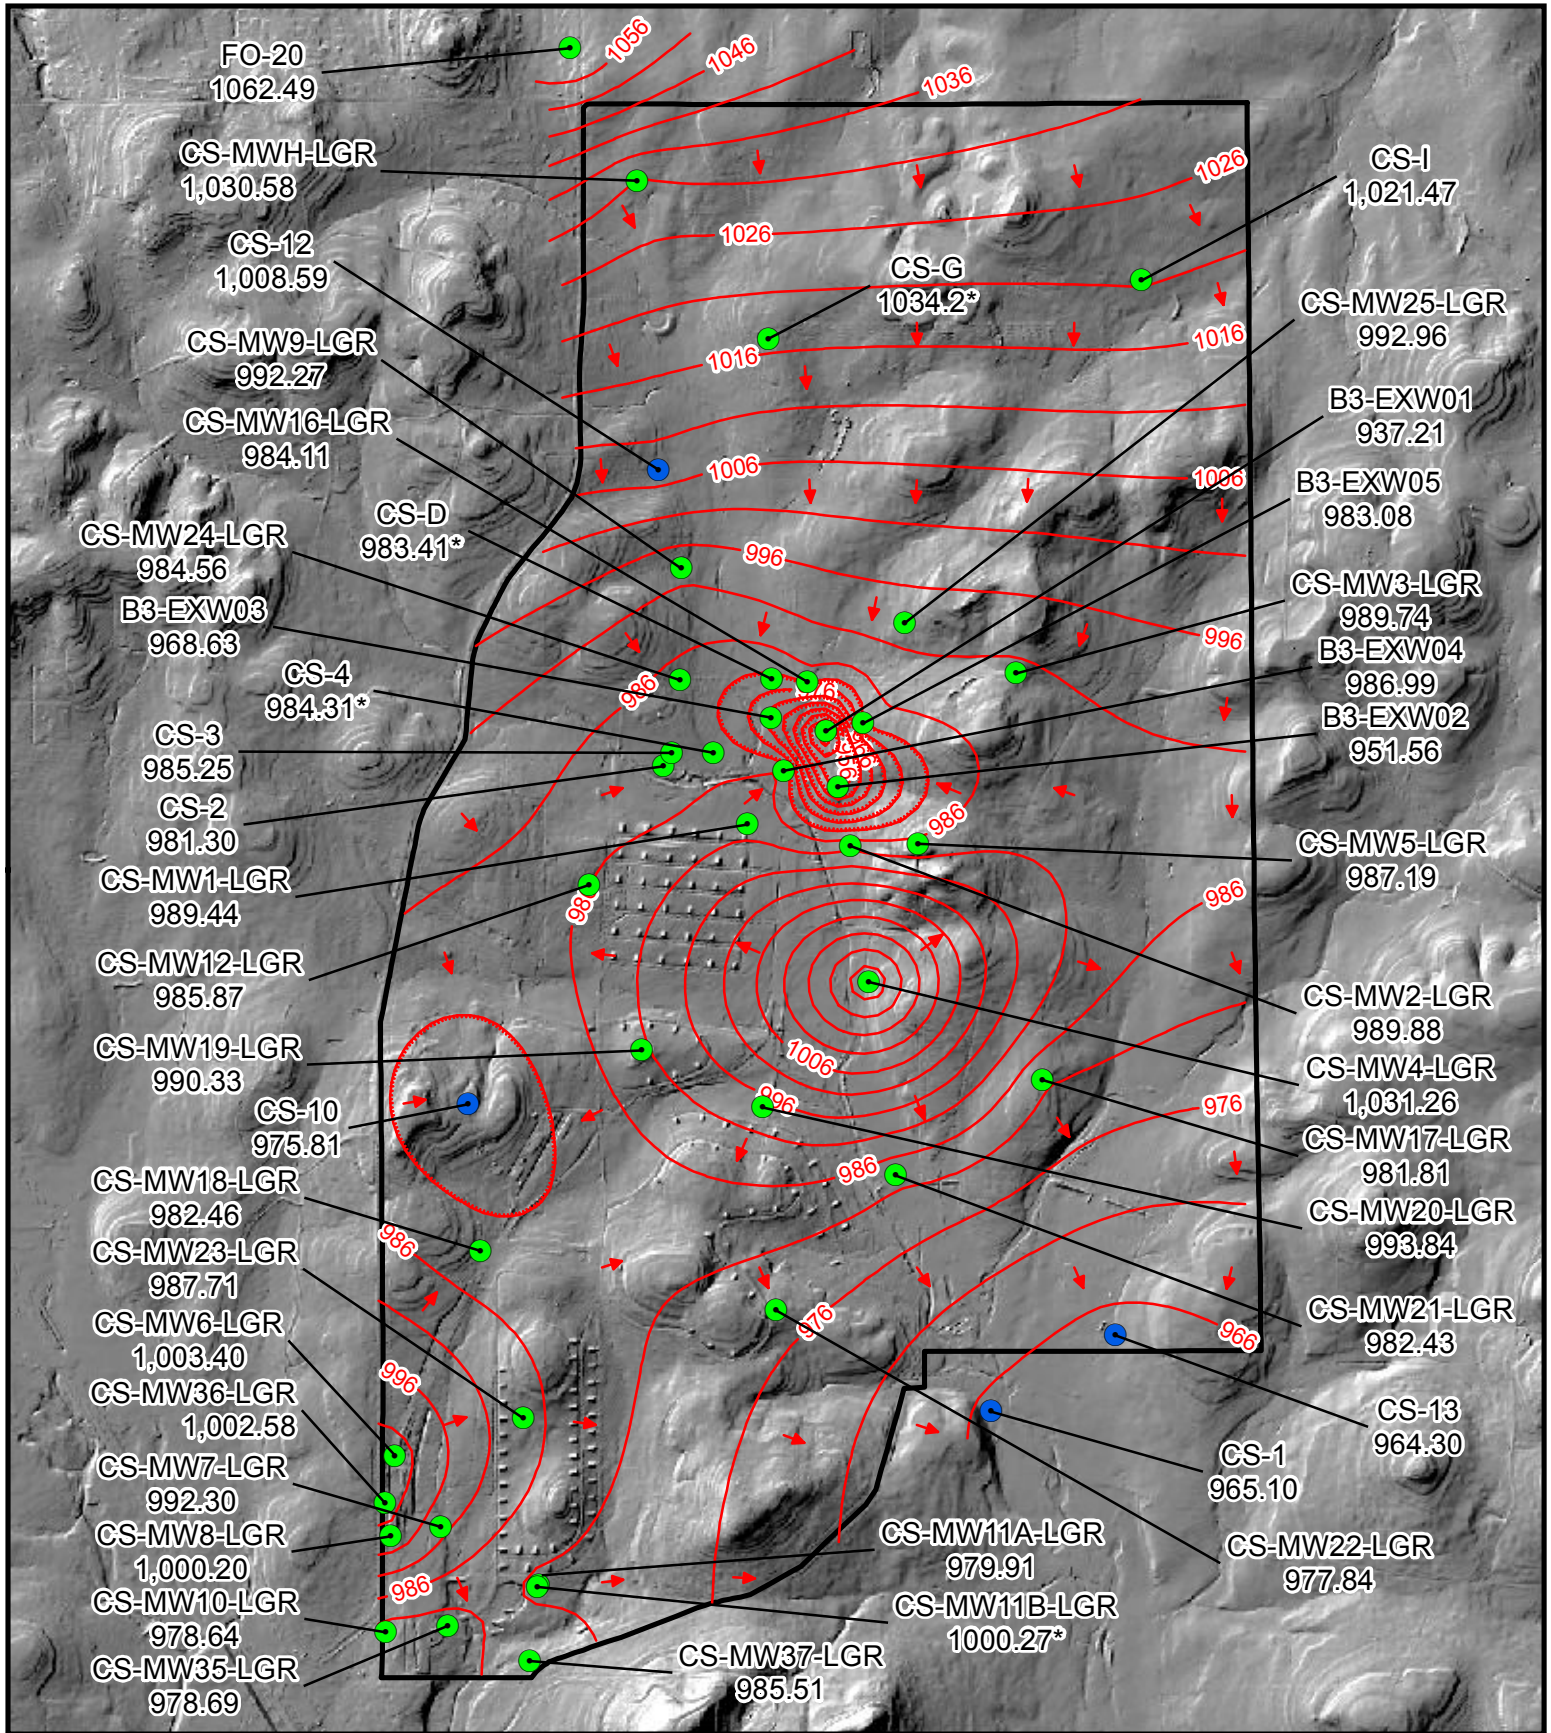 FO-20
1062.49
CS-MWH-LGR
1,030.58
CS-12
1,008.59
CS-MW9-LGR
992.27
CS-MW16-LGR
984.11
CS-D
983.41*
CS-MW24-LGR
984.56
B3-EXW03
968.63
CS-4
984.31*
CS-3
985.25
CS-2
981.30
CS-MW1-LGR
989.44
CS-MW12-LGR
985.87
CS-MW19-LGR
990.33
CS-10
975.81
CS-MW18-LGR
982.46
CS-MW23-LGR
987.71
CS-MW6-LGR
1,003.40
CS-MW36-LGR
1,002.58
CS-MW7-LGR
992.30
CS-MW8-LGR
1,000.20
CS-MW10-LGR
978.64
CS-MW35-LGR
978.69
CS-G
1034.2*
CS-I
1,021.47
CS-MW25-LGR
992.96
B3-EXW01
937.21
B3-EXW05
983.08
CS-MW3-LGR
989.74
B3-EXW04
986.99
B3-EXW02
951.56
CS-MW5-LGR
987.19
CS-MW2-LGR
989.88
CS-MW4-LGR
1,031.26
CS-MW17-LGR
981.81
CS-MW20-LGR
993.84
CS-MW21-LGR
982.43
CS-13
964.30
CS-1
965.10
CS-MW22-LGR
977.84
CS-MW11A-LGR
979.91
CS-MW11B-LGR
1000.27*
CS-MW37-LGR
985.51
1056
1046
1036
1026
1026
1016
1016
1006
1006
996
996
986
986
986
986
1006
996
986
976
986
976
966
996
986